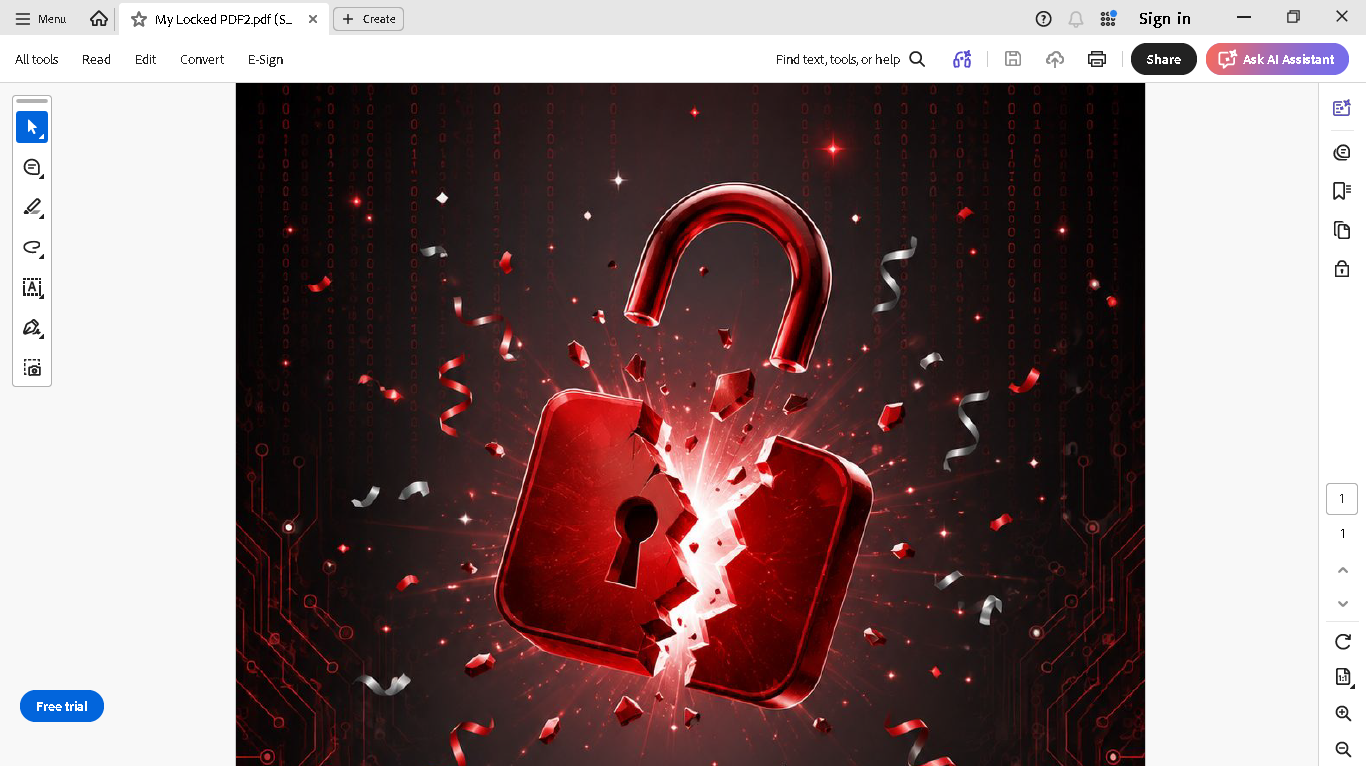 Menu
My Locked PDF2.pdf (S...
Create
Sign in
All tools
Read
Edit
Convert
E-Sign
Find text, tools, or help
Share
Ask AI Assistant
1
1
Free trial